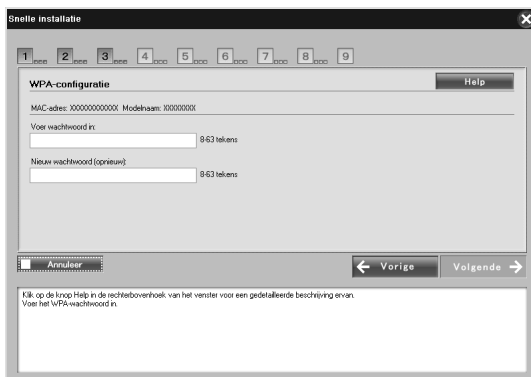 Snelle installatie
1 2 3 4 5 6 7 8 9
WPA-configuratie
Help
MAC-adres: XXXXXXXXXXXX Modelnaam: XXXXXXXX
Voer wachtwoord in:
8-63 tekens
Nieuw wachtwoord (opnieuw):
8-63 tekens
Annuleer
Vorige
Volgende
Klik op de knop Help in de rechterbovenhoek van het venster voor een gedetailleerde beschrijving ervan.
Voer het WPA-wachtwoord in.